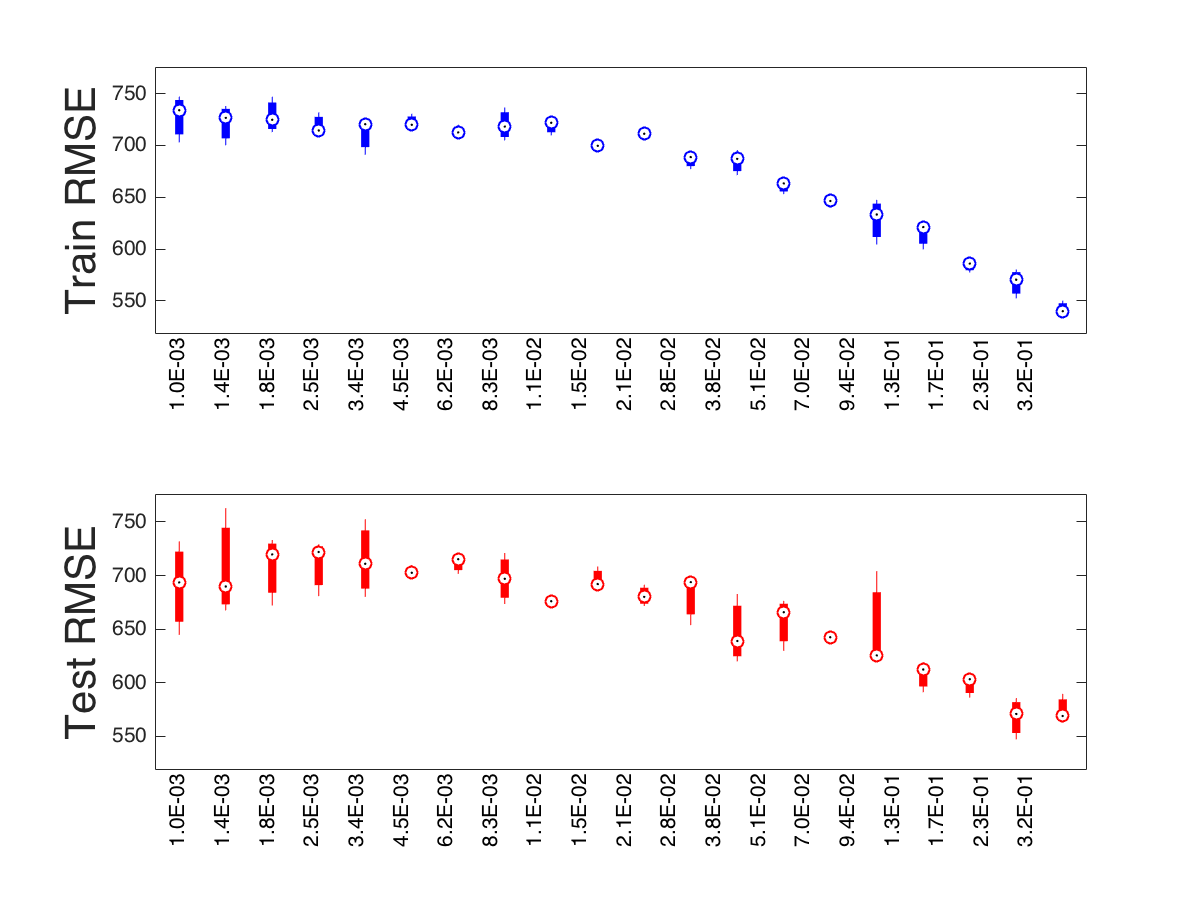 Train RMSE
750
700
650
600
550
1.0E-03
1.4E-03
1.8E-03
2.5E-03
3.4E-03
4.5E-03
6.2E-03
8.3E-03
1.1E-02
1.5E-02
2.1E-02
2.8E-02
3.8E-02
5.1E-02
7.0E-02
9.4E-02
1.3E-01
1.7E-01
2.3E-01
3.2E-01
Test RMSE
750
700
650
600
550
1.0E-03
1.4E-03
1.8E-03
2.5E-03
3.4E-03
4.5E-03
6.2E-03
8.3E-03
1.1E-02
1.5E-02
2.1E-02
2.8E-02
3.8E-02
5.1E-02
7.0E-02
9.4E-02
1.3E-01
1.7E-01
2.3E-01
3.2E-01